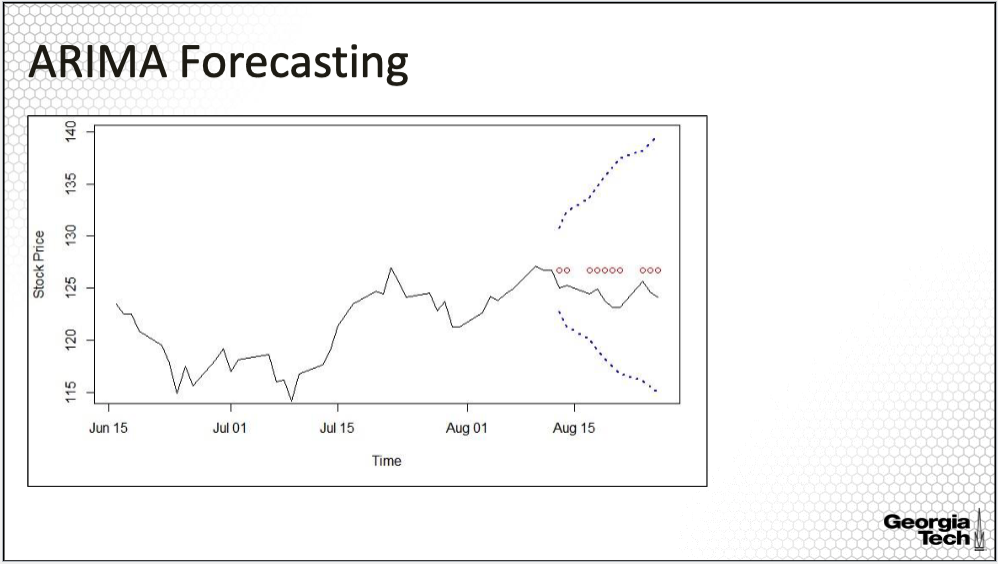 ARIMA Forecasting
140
135
130
125
120
115
Stock Price
Jun 15 Jul 01 Jul 15 Aug 01 Aug 15
Time
Georgia
Tech